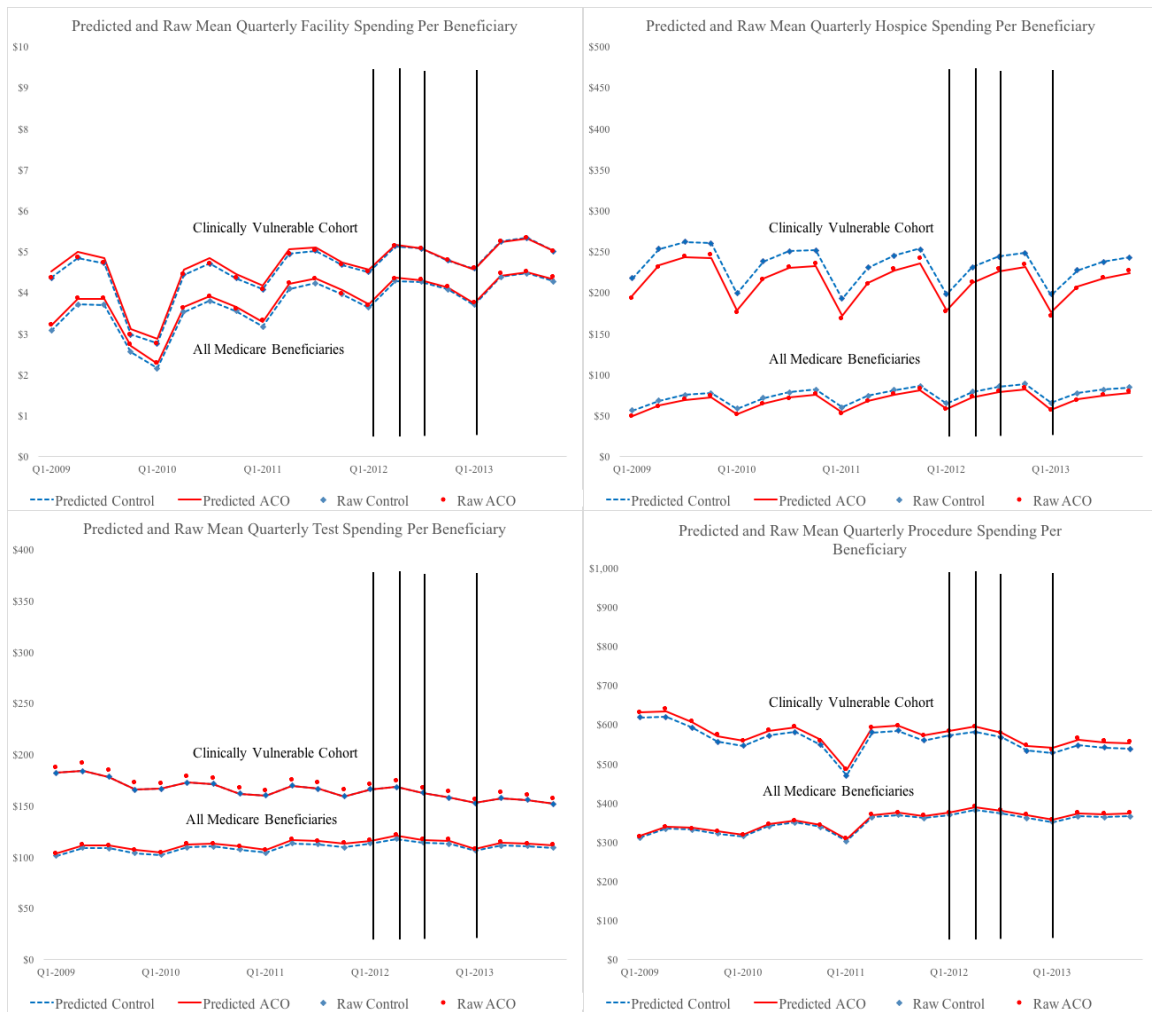 Predicted and Raw Mean Quarterly Facility Spending Per Beneficiary
$10
$9
$8
$7
$6
$5
$4
$3
$2
$1
$0
Clinically Vulnerable Cohort
All Medicare Beneficiaries
Q1-2009 Q1-2010 Q1-2011 Q1-2012 Q1-2013
Predicted Control Predicted ACO Raw Control Raw ACO
Predicted and Raw Mean Quarterly Hospice Spending Per Beneficiary
$500
$450
$400
$350
$300
$250
$200
$150
$100
$50
$0
Clinically Vulnerable Cohort
All Medicare Beneficiaries
Q1-2009 Q1-2010 Q1-2011 Q1-2012 Q1-2013
Predicted Control Predicted ACO Raw Control Raw ACO
Predicted and Raw Mean Quarterly Test Spending Per Beneficiary
$400
$350
$300
$250
$200
$150
$100
$50
$0
Clinically Vulnerable Cohort
All Medicare Beneficiaries
Q1-2009 Q1-2010 Q1-2011 Q1-2012 Q1-2013
Predicted Control Predicted ACO Raw Control Raw ACO
Predicted and Raw Mean Quarterly Procedure Spending Per
Beneficiary
$1,000
$900
$800
$700
$600
$500
$400
$300
$200
$100
$0
Clinically Vulnerable Cohort
All Medicare Beneficiaries
Q1-2009 Q1-2010 Q1-2011 Q1-2012 Q1-2013
Predicted Control Predicted ACO Raw Control Raw ACO